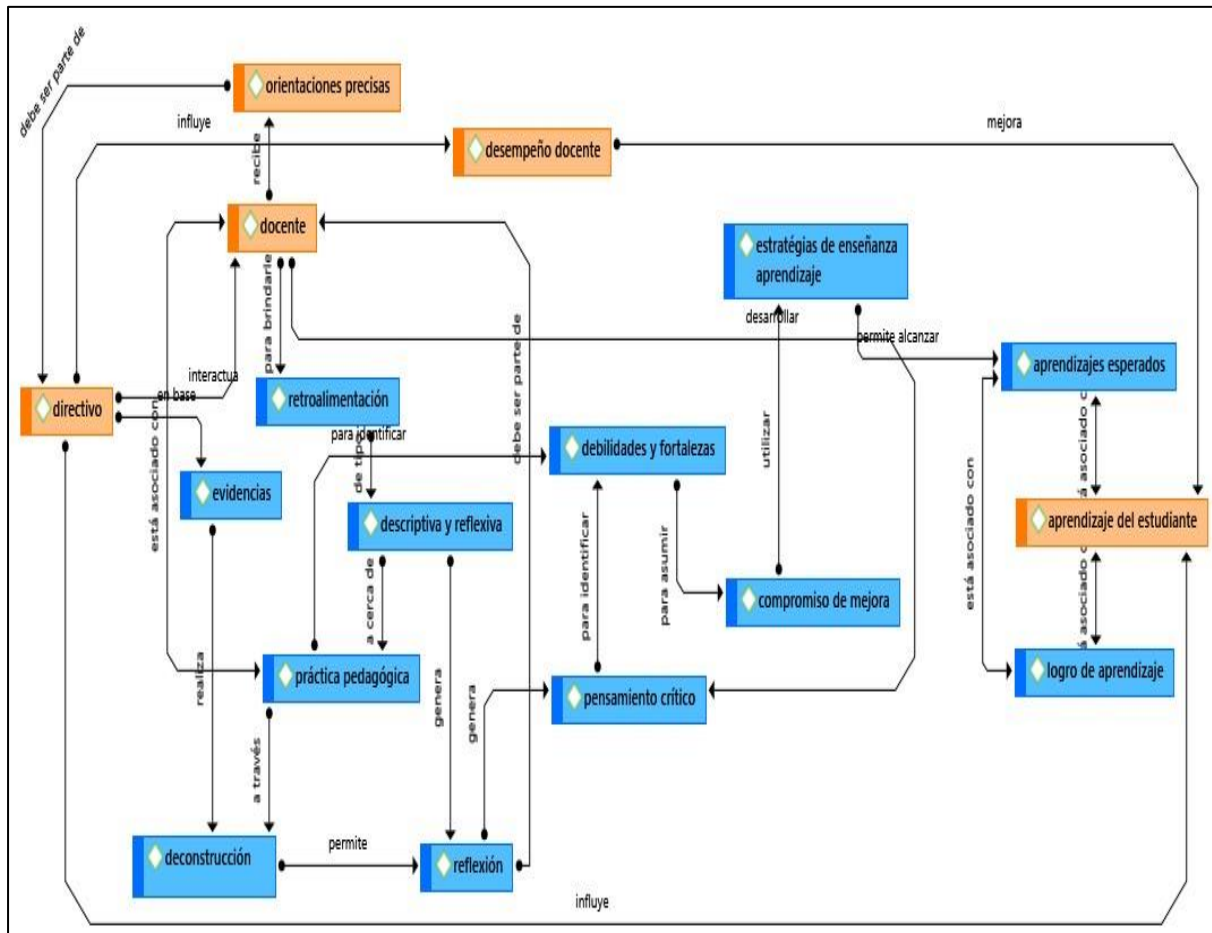 debe ser parte de
orientaciones precisas
influye
mejora
recibe
desempeño docente
docente
estratégias de enseñanza
aprendizaje
para brindarle
desarrollar
permite alcanzar
debe ser parte de
aprendizajes esperados
interactua
en base
retroalimentación
directivo
está asociado con
para identificar
de tipo
debilidades y fortalezas
utilizar
evidencias
descriptiva y reflexiva
está asociado con
aprendizaje del estudiante
a cerca de
para identificar
para asumir
compromiso de mejora
realiza
práctica pedagógica
genera
genera
pensamiento crítico
logro de aprendizaje
a través
permite
deconstrucción
reflexión
influye